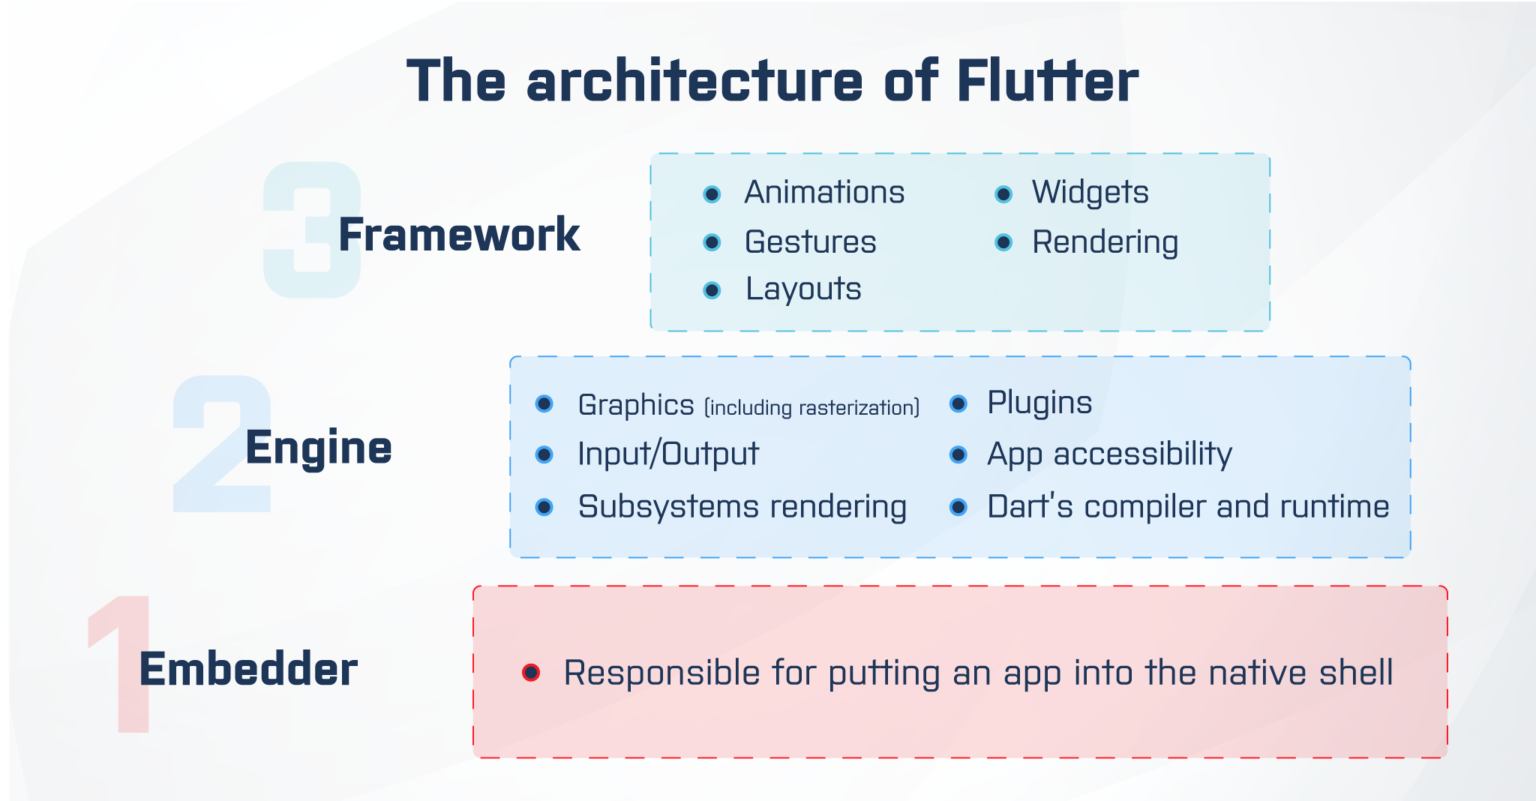 The architecture of Flutter
3
Framework
Animations
Gestures
Layouts
Widgets
Rendering
2
Engine
Graphics (including rasterization)
Input/Output
Subsystems rendering
Plugins
App accessibility
Dart's compiler and runtime
1
Embedder
Responsible for putting an app into the native shell